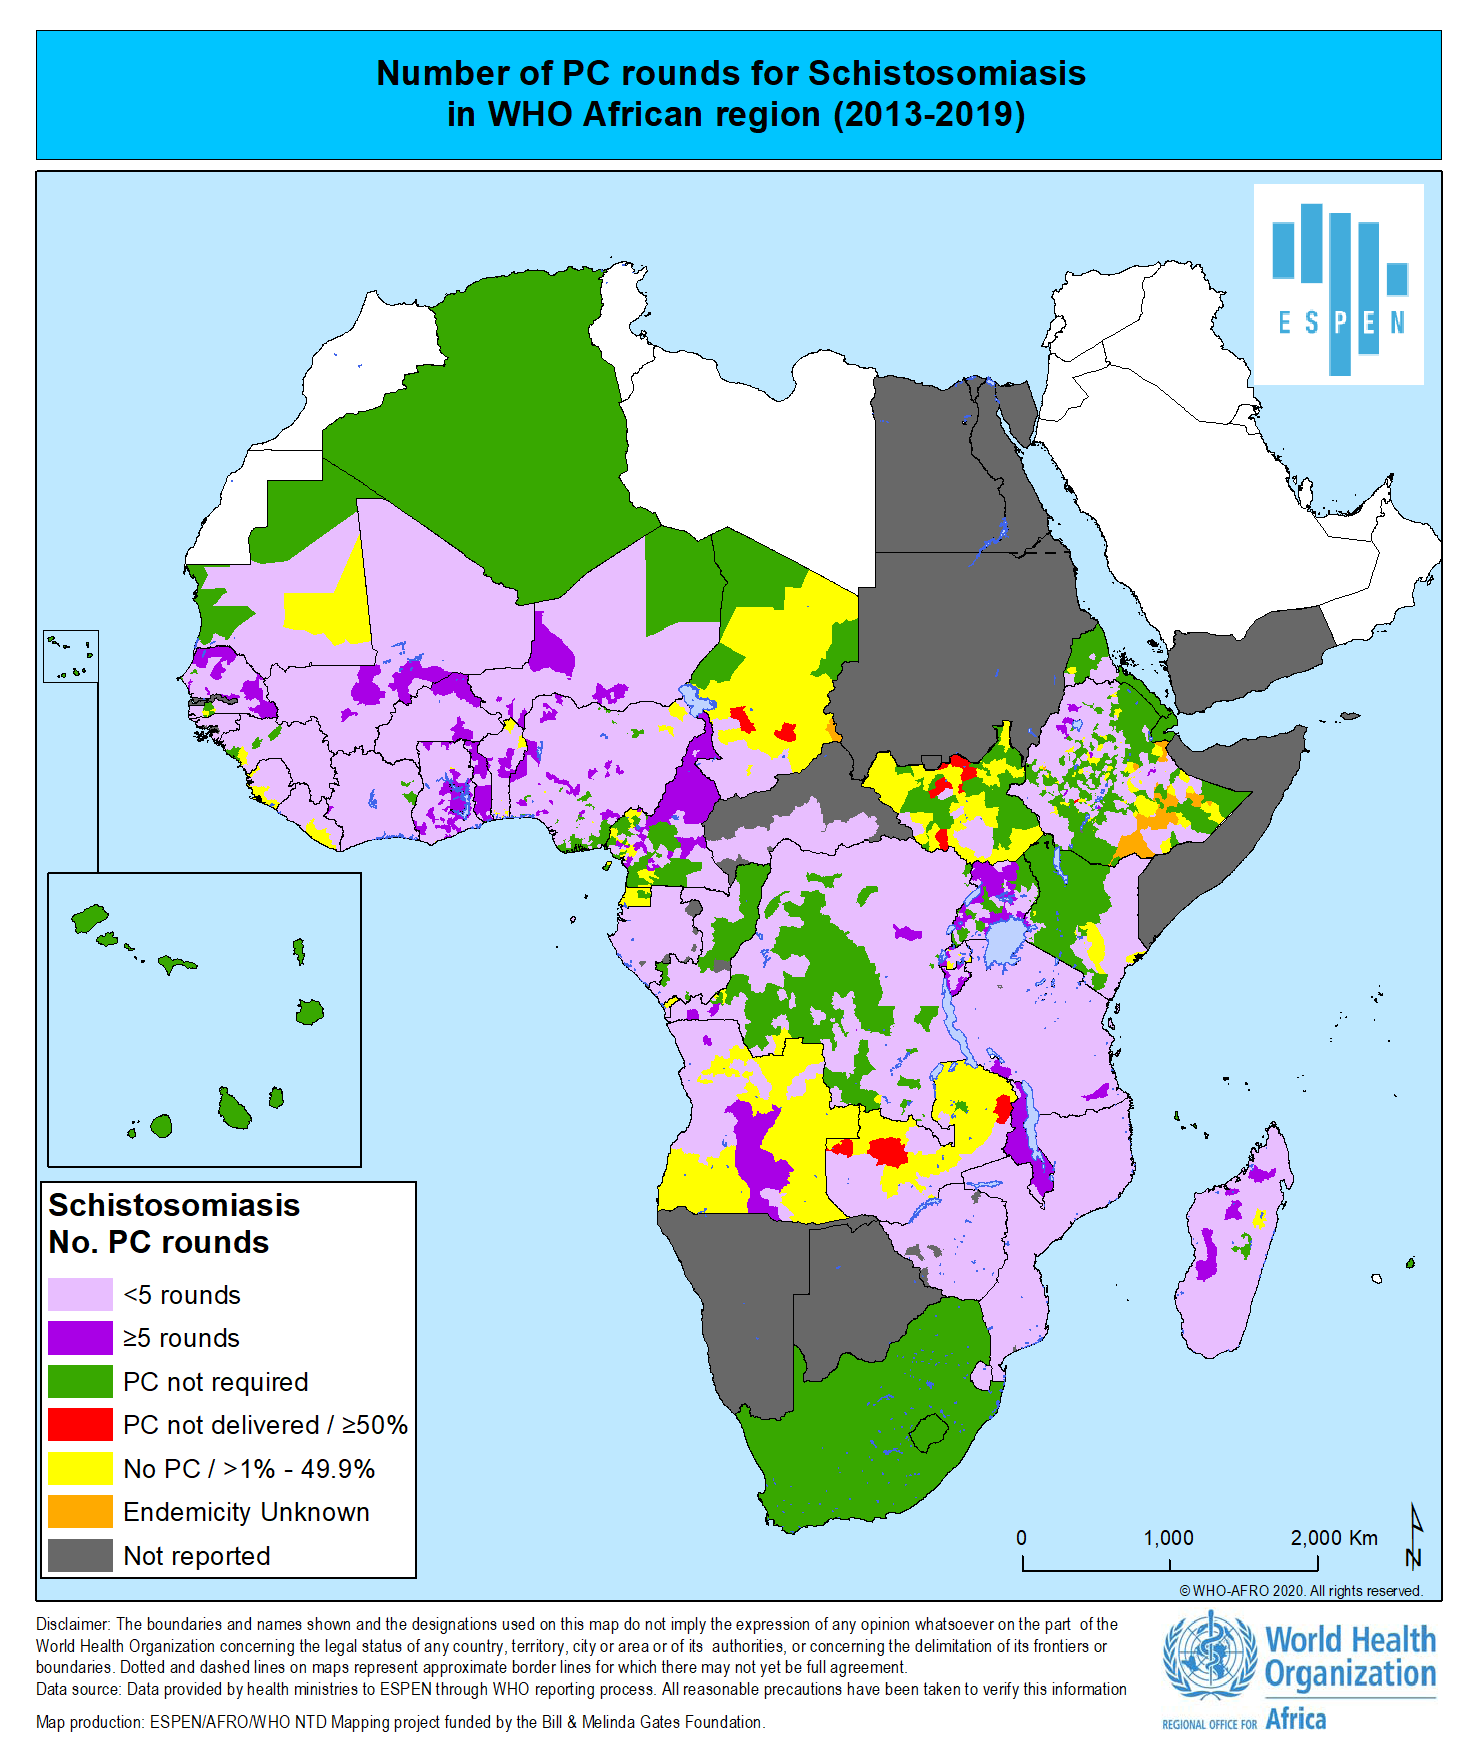 Number of PC rounds for Schistosomiasis
in WHO African region (2013-2019)
ESPEN
Schistosomiasis
No. PC rounds
<5 rounds
≥5 rounds
PC not required
PC not delivered / ≥50%
No PC / >1% - 49.9%
Endemicity Unknown
Not reported
0 1,000 2,000 Km
N
© WHO-AFRO 2020. All rights reserved.
Disclaimer: The boundaries and names shown and the designations used on this map do not imply the expression of any opinion whatsoever on the part of the
World Health Organization concerning the legal status of any country, territory, city or area or of its authorities, or concerning the delimitation of its frontiers or
boundaries. Dotted and dashed lines on maps represent approximate border lines for which there may not yet be full agreement.
Data source: Data provided by health ministries to ESPEN through WHO reporting process. All reasonable precautions have been taken to verify this information
Map production: ESPEN/AFRO/WHO NTD Mapping project funded by the Bill & Melinda Gates Foundation.
World Health
Organization
REGIONAL OFFICE FOR Africa